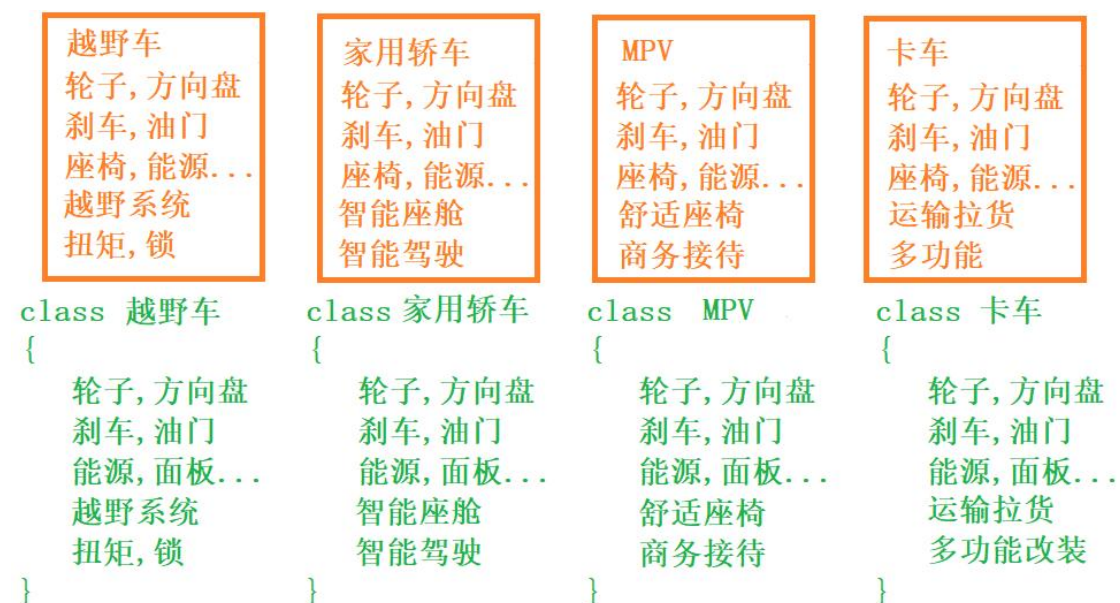 越野车
轮子,方向盘
刹车,油门
座椅,能源...
越野系统
扭矩,锁
家用轿车
轮子,方向盘
刹车,油门
座椅,能源...
智能座舱
智能驾驶
MPV
轮子,方向盘
刹车,油门
座椅,能源...
舒适座椅
商务接待
卡车
轮子,方向盘
刹车,油门
座椅,能源...
运输拉货
多功能
class 越野车
{
轮子,方向盘
刹车,油门
能源,面板...
越野系统
扭矩,锁
}
class 家用轿车
{
轮子,方向盘
刹车,油门
能源,面板...
智能座舱
智能驾驶
}
class MPV
{
轮子,方向盘
刹车,油门
能源,面板...
舒适座椅
商务接待
}
class 卡车
{
轮子,方向盘
刹车,油门
能源,面板...
运输拉货
多功能改装
}